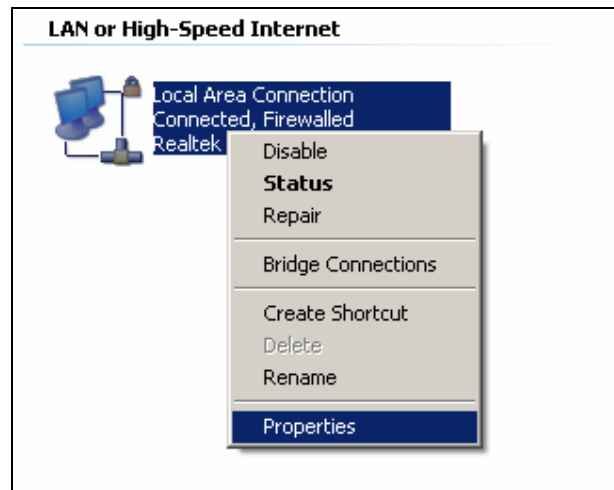 LAN or High-Speed Internet
Local Area Connection
Connected, Firewalled
Realtek
Disable
Status
Repair
Bridge Connections
Create Shortcut
Delete
Rename
Properties